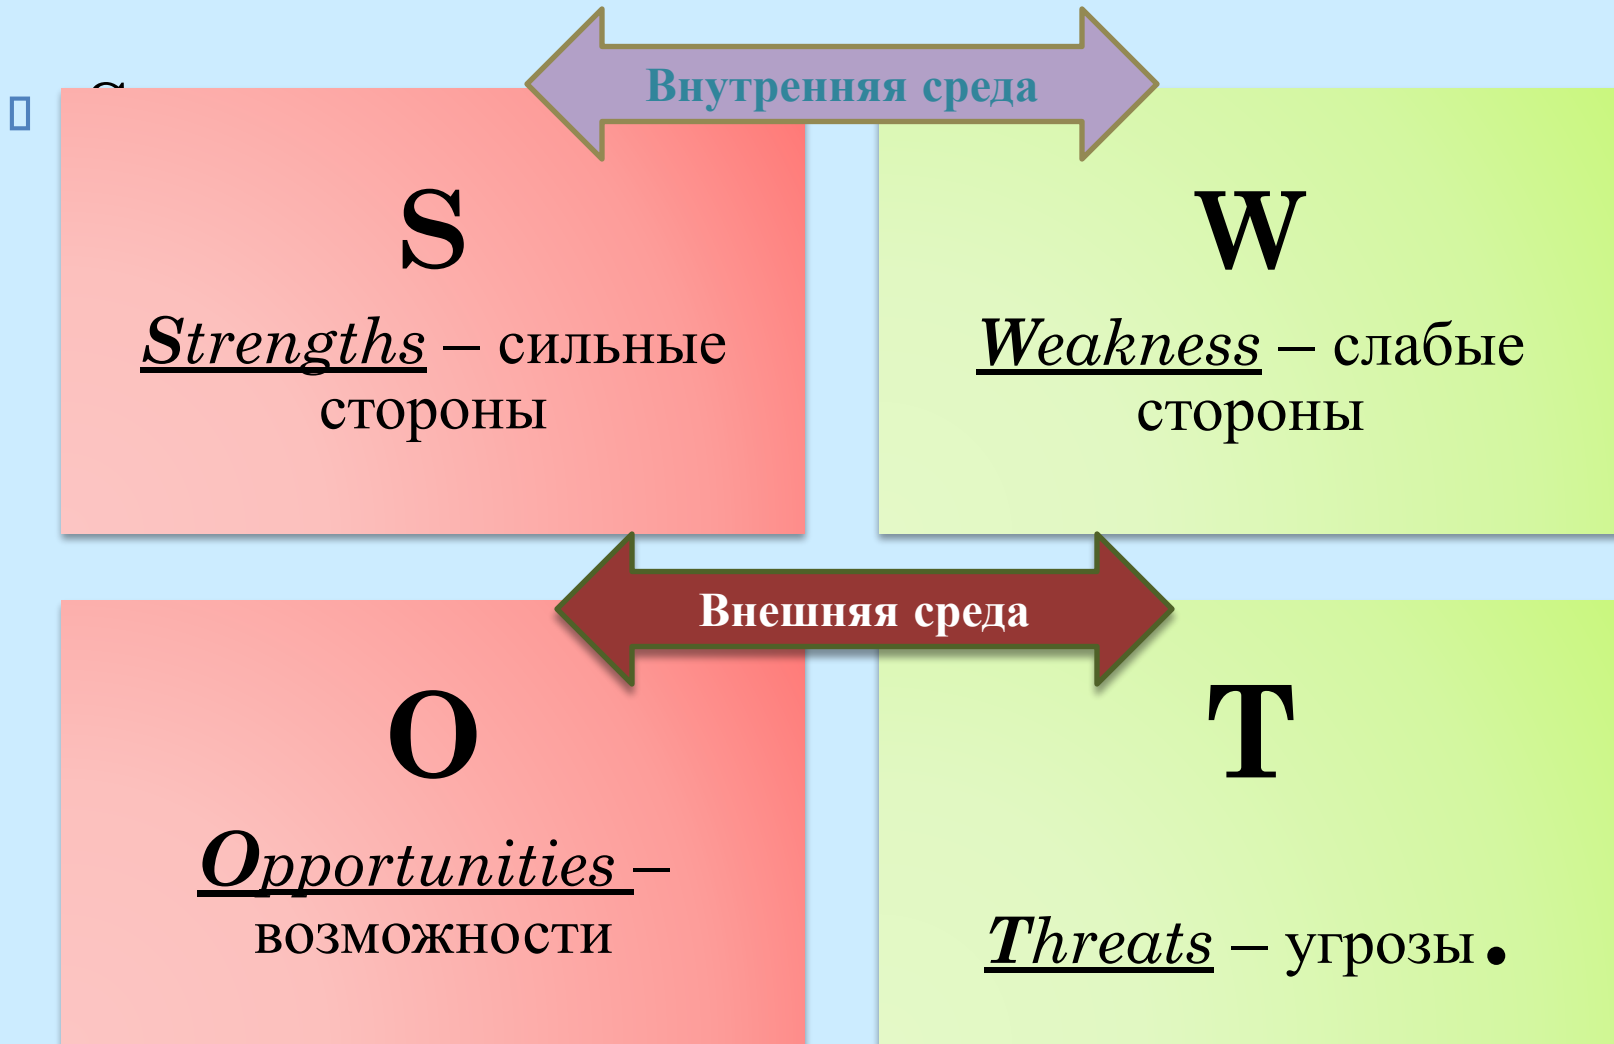 Внутренняя среда
S
Strengths – сильные
стороны
W
Weakness – слабые
стороны
Внешняя среда
O
Opportunities –
возможности
T
Threats – угрозы.